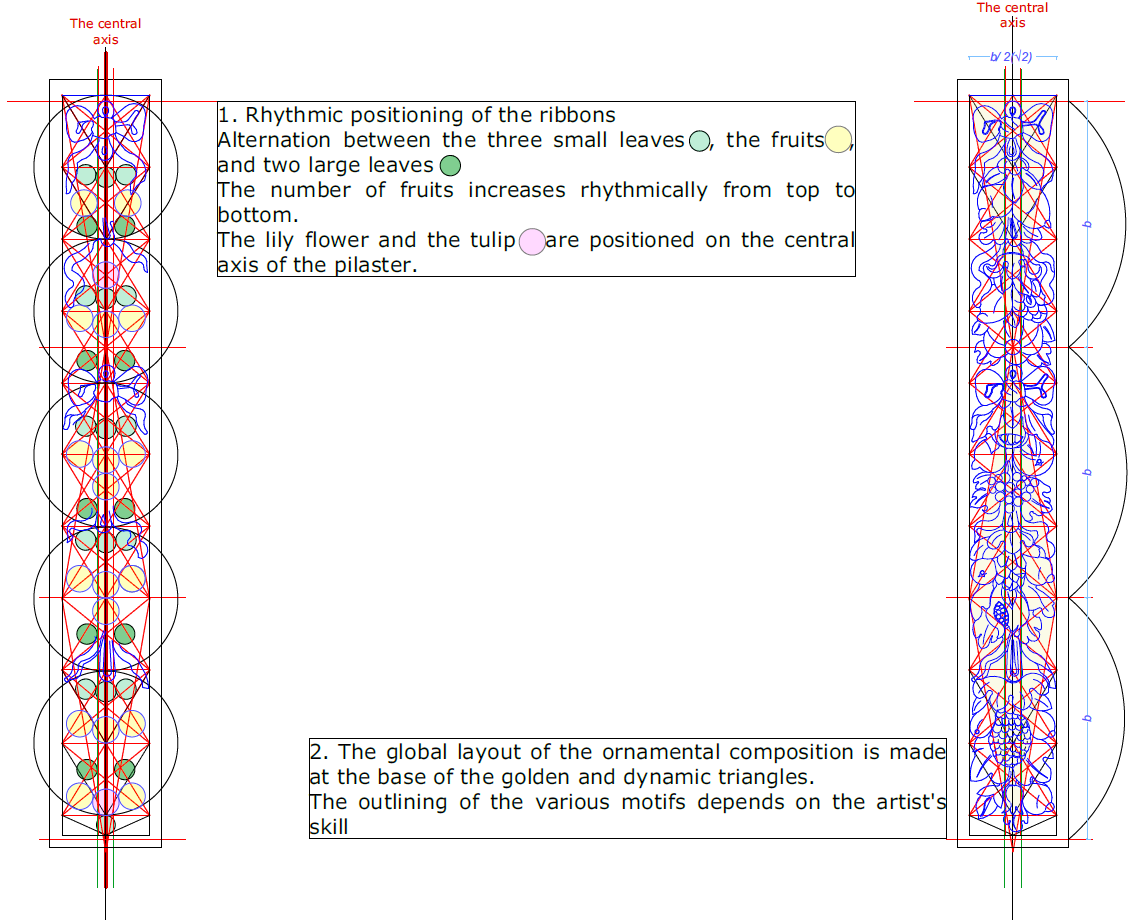 The central
axis
The central
axis
b/ 2(√2)
1. Rhythmic positioning of the ribbons
Alternation between the three small leaves , the fruits ,
and two large leaves
The number of fruits increases rhythmically from top to
bottom.
The lily flower and the tulip are positioned on the central
axis of the pilaster.
b
b
b
2. The global layout of the ornamental composition is made
at the base of the golden and dynamic triangles.
The outlining of the various motifs depends on the artist's
skill